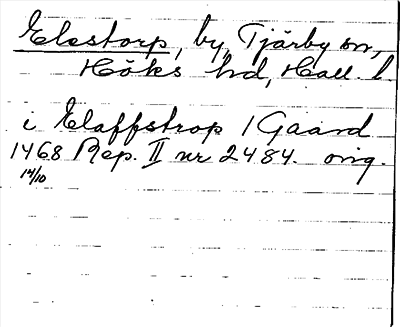 Elestorp, by, Tjärby sn,
Höks hd, Hall. l.
i Elaffstrop 1 Gaard
1468 Rep. II nr 2484. orig.
14/10